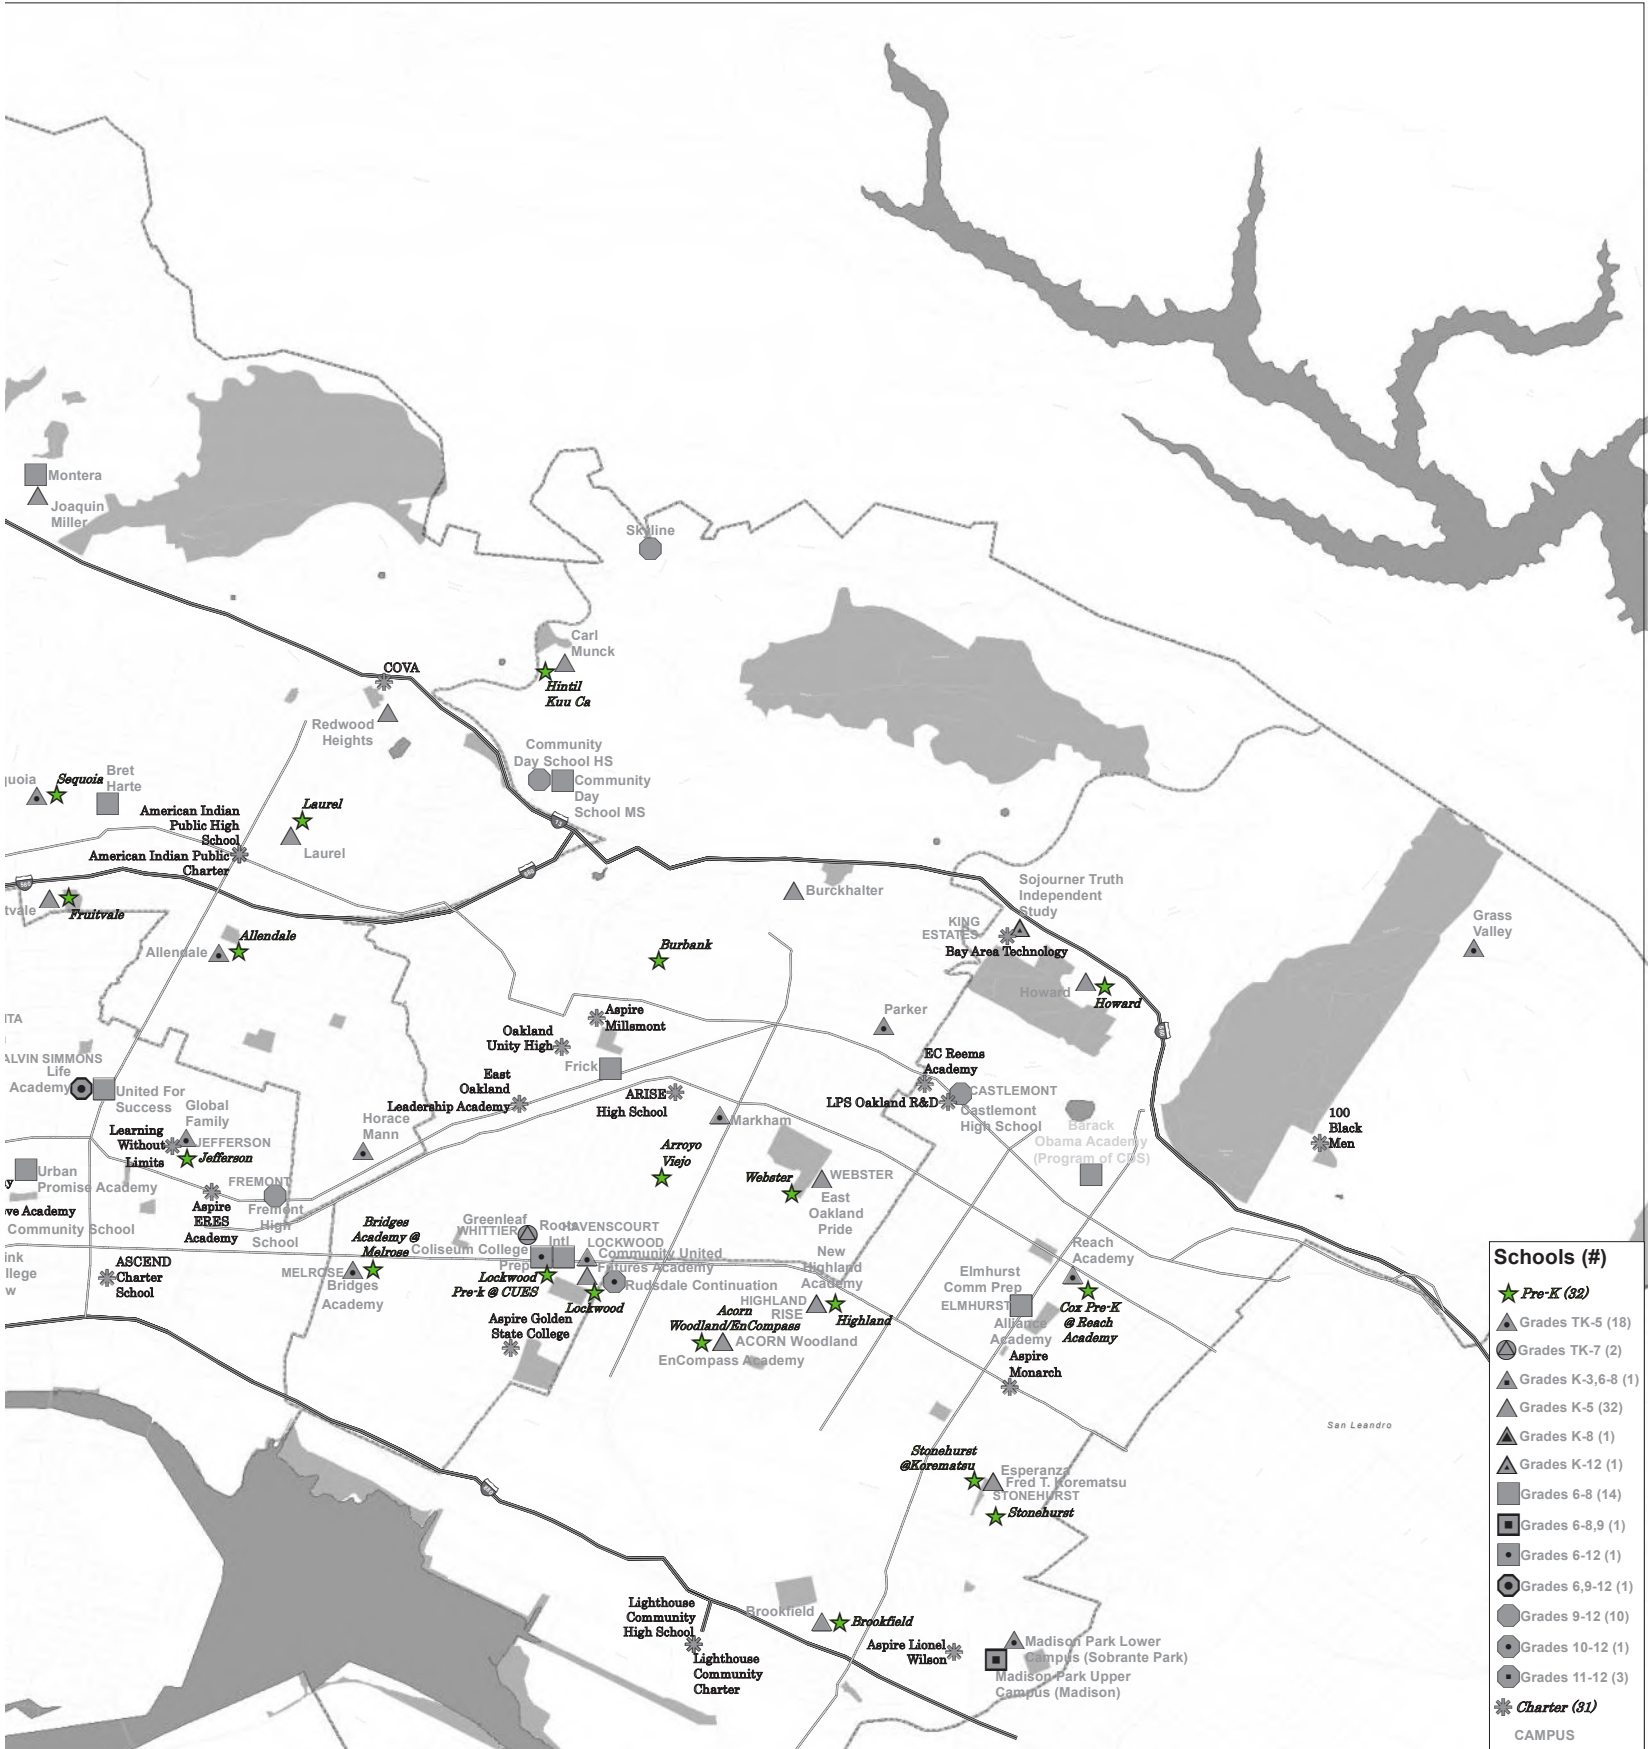 Montera
Joaquin
Miller
Skyline
Carl
Munck
Hintil
Kuu Ca
COVA
Redwood
Heights
Community
Day School HS
Community
Day
School MS
quoia
Sequoia
Bret
Harte
American Indian
Public High
School
American Indian Public
Charter
Laurel
Laurel
tvale
Fruitvale
Allendale
Allendale
Burckhalter
Burbank
Sojourner Truth
Independent
Study
KING
ESTATES
Bay Area Technology
Howard
Howard
Grass
Valley
Parker
Aspire
Millsmont
Oakland
Unity High
Frick
East
Oakland
Leadership Academy
ARISE
High School
Markham
EC Reems
Academy
LPS Oakland R&D
CASTLEMONT
Castlemont
High School
Barack
Obama Academy
(Program of CDS)
100
Black
Men
ITA
ALVIN SIMMONS
Life
Academy
United For
Success
Global
Family
Learning
Without
Limits
JEFFERSON
Jefferson
Horace
Mann
Urban
Promise Academy
ve Academy
Community School
Aspire
ERES
Academy
FREMONT
Fremont
High
School
ink
llege
w
ASCEND
Charter
School
Bridges
Academy @
Melrose
MELROSE
Bridges
Academy
Arroyo
Viejo
Webster
WEBSTER
East
Oakland
Pride
Greenleaf
WHITTIER
Roots
Intl
HAVENSCOURT
LOCKWOOD
Coliseum College
Prep
Community United
Futures Academy
Rudsdale Continuation
Lockwood
Pre-k @ CUES
Lockwood
New
Highland
Academy
HIGHLAND
RISE
Highland
Aspire Golden
State College
Acorn
Woodland/EnCompass
ACORN Woodland
EnCompass Academy
Reach
Academy
Elmhurst
Comm Prep
ELMHURST
Alliance
Academy
Cox Pre-K
@ Reach
Academy
Aspire
Monarch
San Leandro
Stonehurst
@Korematsu
Esperanza
Fred T. Korematsu
STONEHURST
Stonehurst
Lighthouse
Community
High School
Lighthouse
Community
Charter
Brookfield
Brookfield
Aspire Lionel
Wilson
Madison Park Lower
Campus (Sobrante Park)
Madison Park Upper
Campus (Madison)
Schools (#)
Pre-K (32)
Grades TK-5 (18)
Grades TK-7 (2)
Grades K-3,6-8 (1)
Grades K-5 (32)
Grades K-8 (1)
Grades K-12 (1)
Grades 6-8 (14)
Grades 6-8,9 (1)
Grades 6-12 (1)
Grades 6,9-12 (1)
Grades 9-12 (10)
Grades 10-12 (1)
Grades 11-12 (3)
Charter (31)
CAMPUS